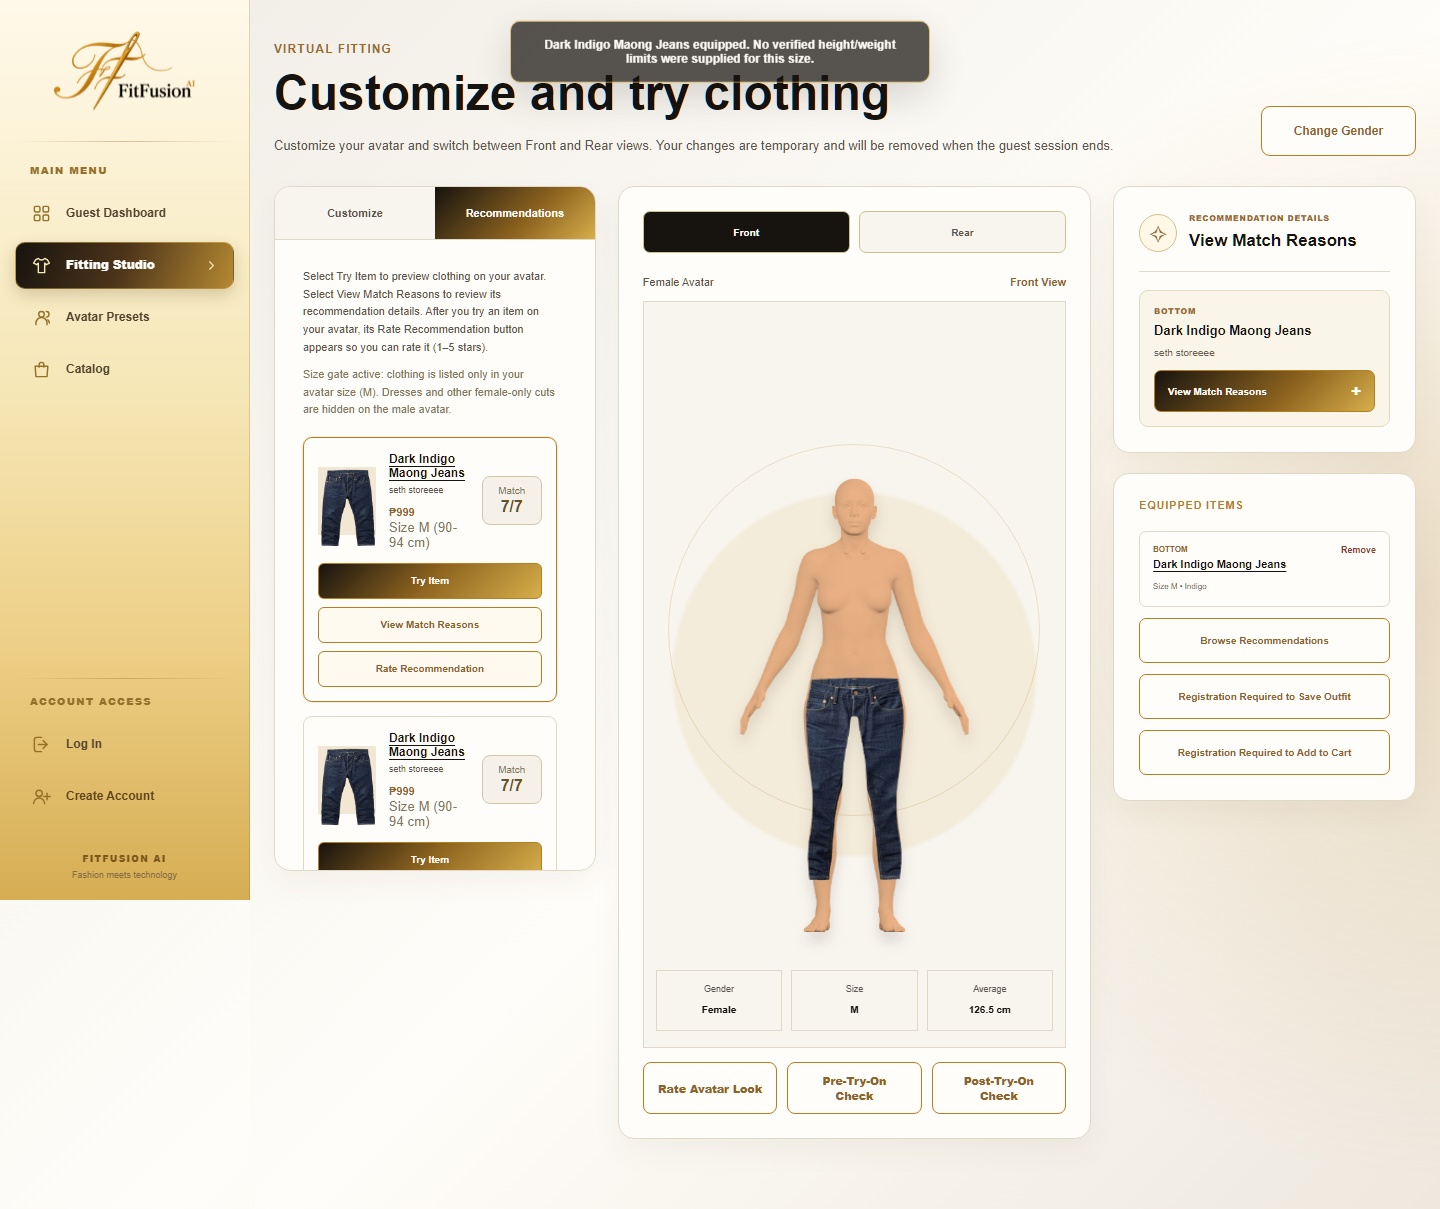 FitFusion AI
MAIN MENU
Guest Dashboard
Fitting Studio
Avatar Presets
Catalog
ACCOUNT ACCESS
Log In
Create Account
FITFUSION AI
Fashion meets technology
VIRTUAL FITTING
Customize and try clothing
Customize your avatar and switch between Front and Rear views. Your changes are temporary and will be removed when the guest session ends.
Dark Indigo Maong Jeans equipped. No verified height/weight
limits were supplied for this size.
Change Gender
Customize
Recommendations
Select Try Item to preview clothing on your avatar.
Select View Match Reasons to review its
recommendation details. After you try an item on
your avatar, its Rate Recommendation button
appears so you can rate it (1–5 stars).
Size gate active: clothing is listed only in your
avatar size (M). Dresses and other female-only cuts
are hidden on the male avatar.
Dark Indigo
Maong Jeans
seth storeeee
₱999
Size M (90-
94 cm)
Match
7/7
Try Item
View Match Reasons
Rate Recommendation
Dark Indigo
Maong Jeans
seth storeeee
₱999
Size M (90-
94 cm)
Match
7/7
Try Item
Front
Rear
Female Avatar
Front View
Gender
Female
Size
M
Average
126.5 cm
Rate Avatar Look
Pre-Try-On
Check
Post-Try-On
Check
RECOMMENDATION DETAILS
View Match Reasons
BOTTOM
Dark Indigo Maong Jeans
seth storeeee
View Match Reasons +
EQUIPPED ITEMS
BOTTOM
Remove
Dark Indigo Maong Jeans
Size M • Indigo
Browse Recommendations
Registration Required to Save Outfit
Registration Required to Add to Cart